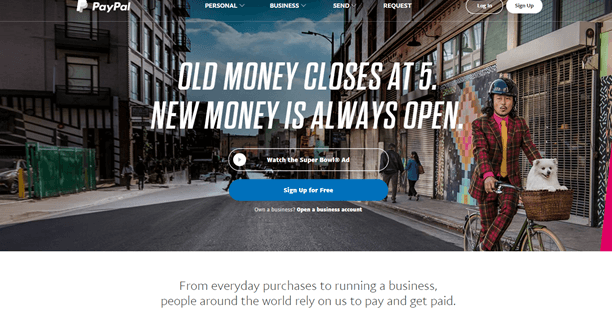 PayPal
PERSONAL BUSINESS SEND REQUEST
Log In Sign Up
OLD MONEY CLOSES AT 5.
NEW MONEY IS ALWAYS OPEN.
Watch the Super Bowl® Ad
Sign Up for Free
Own a business? Open a business account
From everyday purchases to running a business,
people around the world rely on us to pay and get paid.